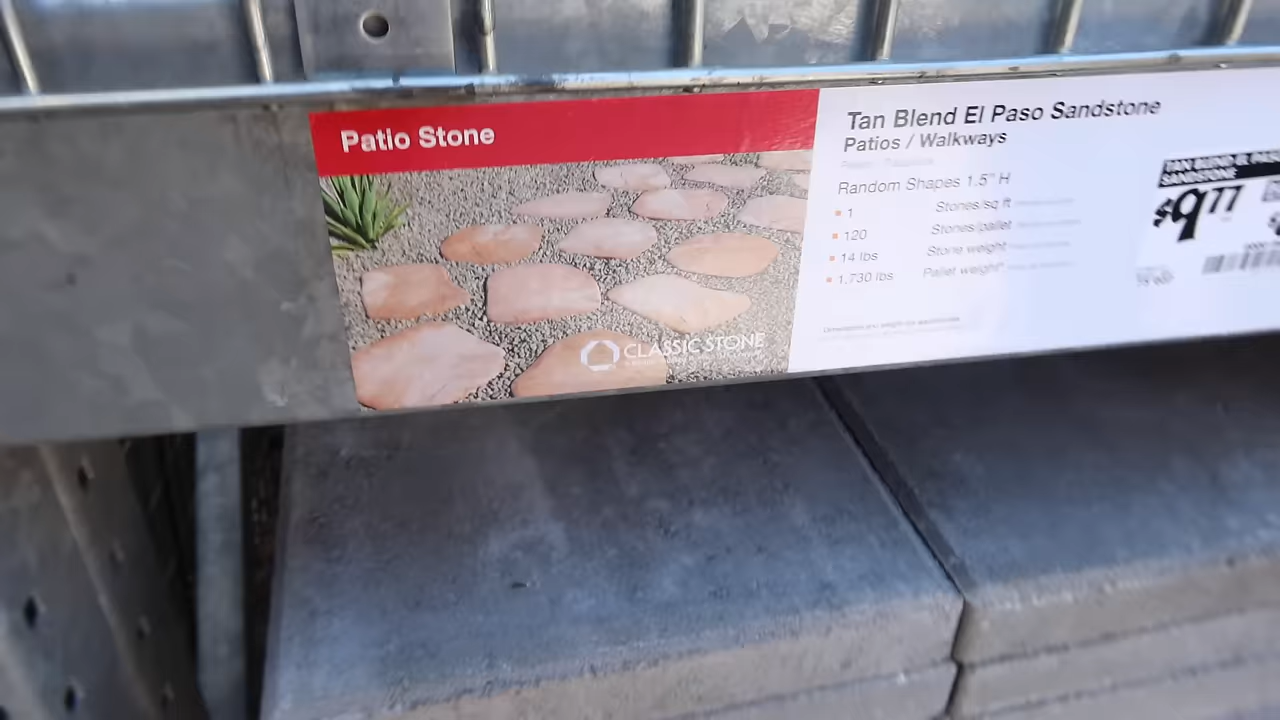 Patio Stone
CLASSIC STONE
Tan Blend El Paso Sandstone
Patios / Walkways
Random Shapes 1.5" H
1 Stones/sq ft
120 Stones/pallet
14 lbs Stone weight
1,730 lbs Pallet weight*
TAN BLEND EL
SANDSTONE
$9.77